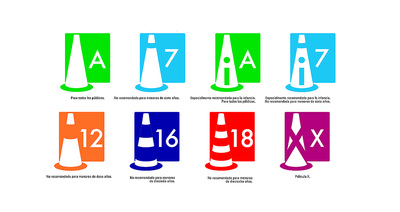 A
7
A
7
Para todos los públicos.
No recomendada para menores de siete años.
Especialmente recomendada para la infancia.
Para todos los públicos.
Especialmente recomendada para la infancia.
No recomendada para menores de siete años.
12
16
18
X
No recomendada para menores de doce años.
No recomendada para menores
de dieciséis años.
No recomendada para menores
de dieciocho años.
Película X.